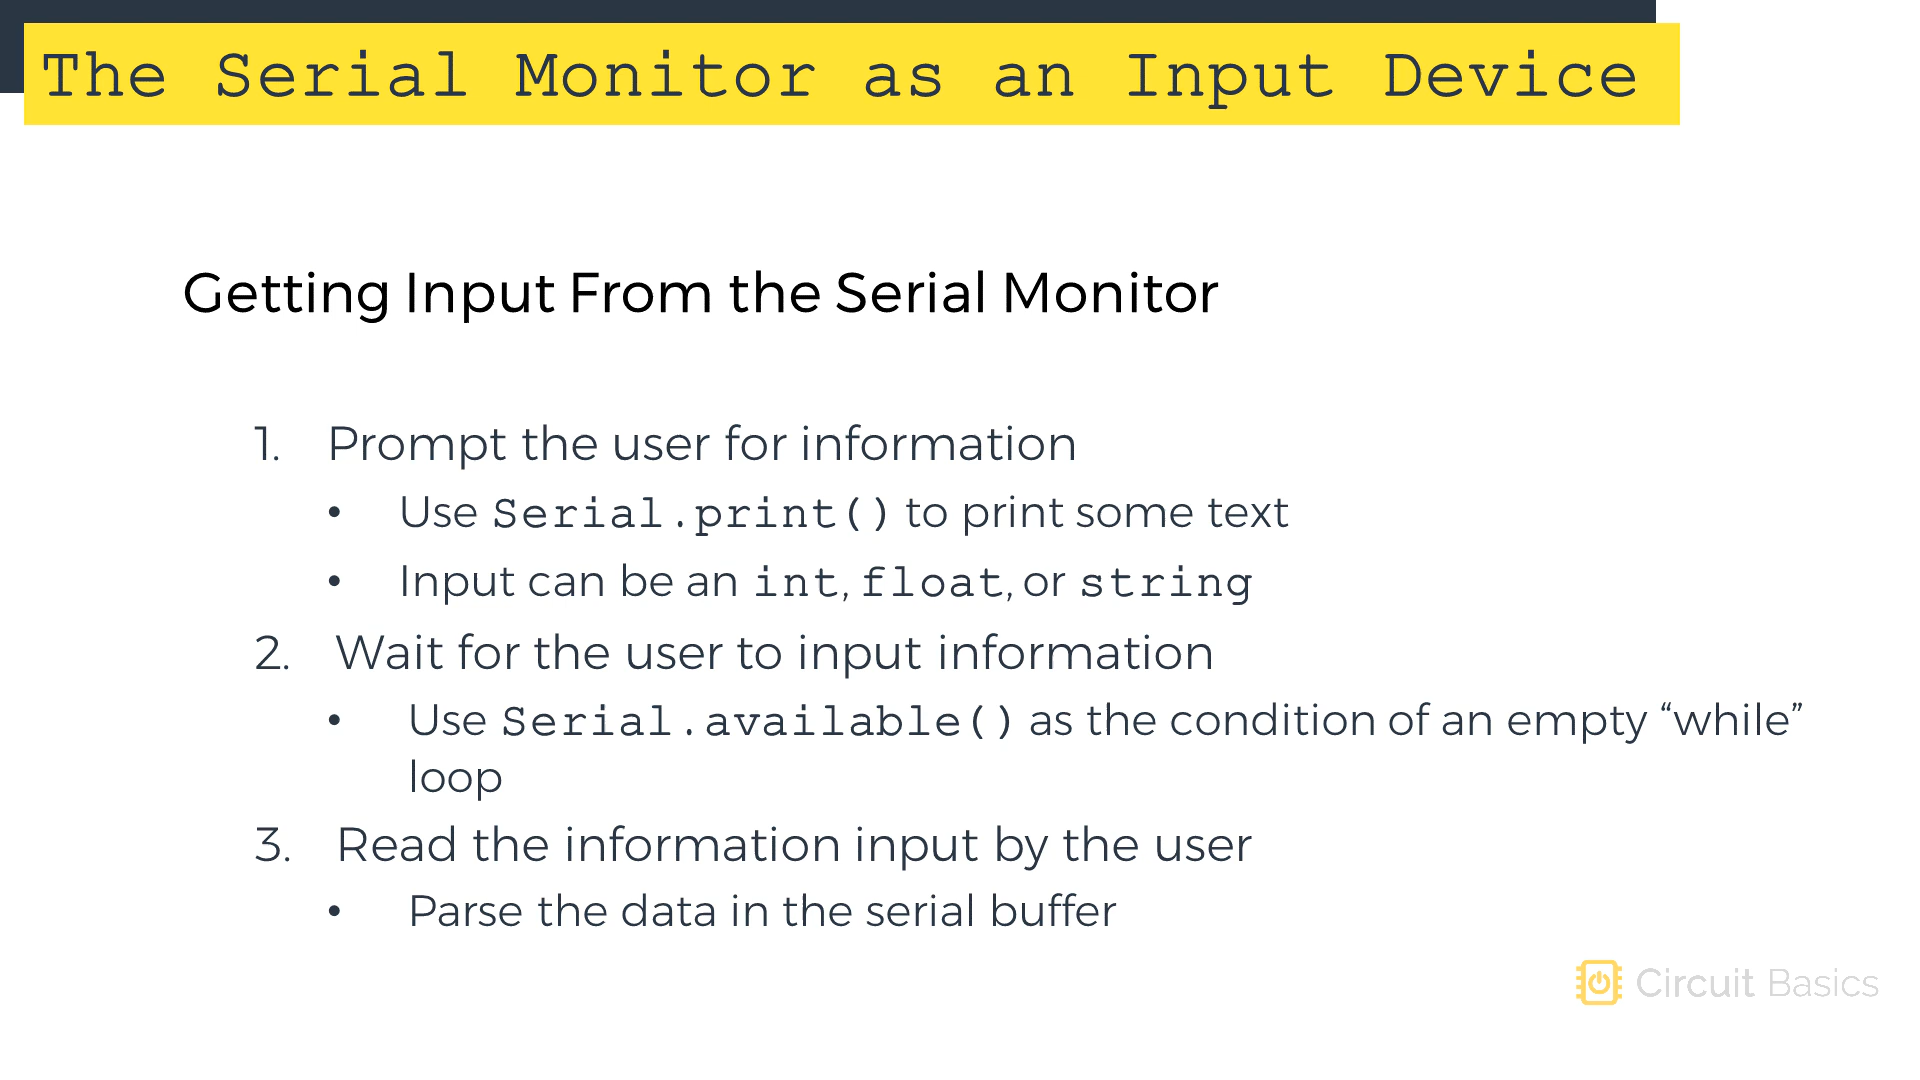 The Serial Monitor as an Input Device
Getting Input From the Serial Monitor
1. Prompt the user for information
• Use Serial.print() to print some text
• Input can be an int, float, or string
2. Wait for the user to input information
• Use Serial.available() as the condition of an empty “while”
loop
3. Read the information input by the user
• Parse the data in the serial buffer
Circuit Basics